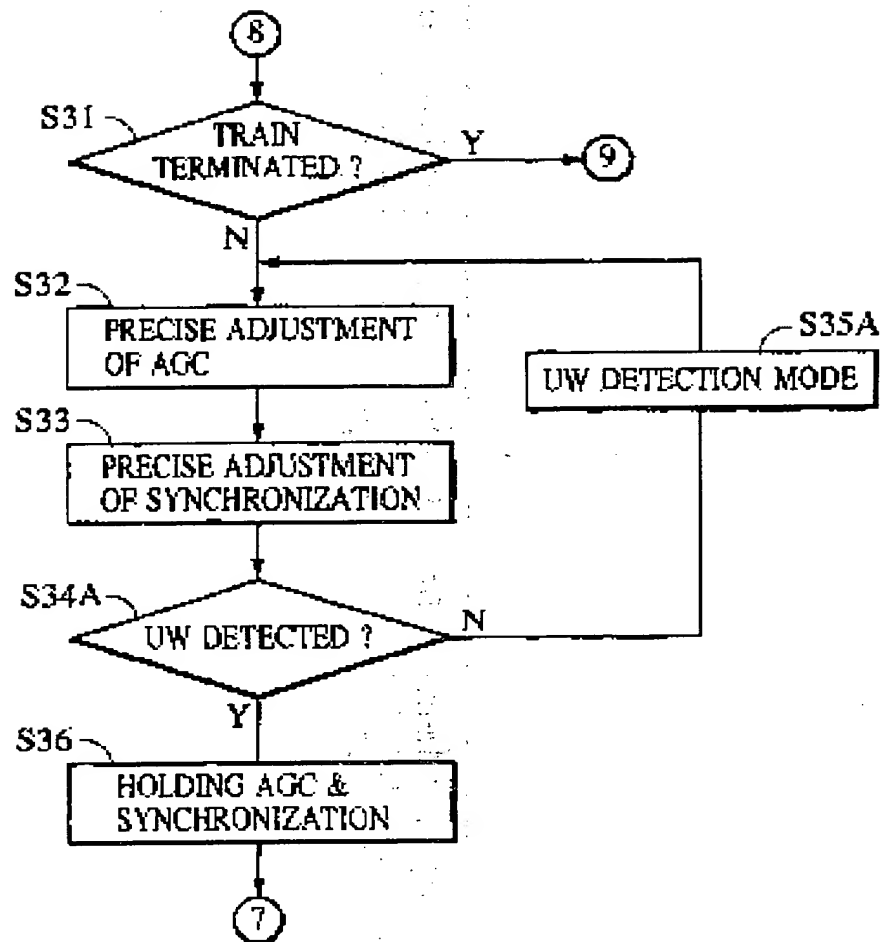 8
S31
TRAIN
TERMINATED ?
Y
9
N
S32
PRECISE ADJUSTMENT
OF AGC
S35A
UW DETECTION MODE
S33
PRECISE ADJUSTMENT
OF SYNCHRONIZATION
S34A
UW DETECTED ?
N
Y
S36
HOLDING AGC &
SYNCHRONIZATION
7